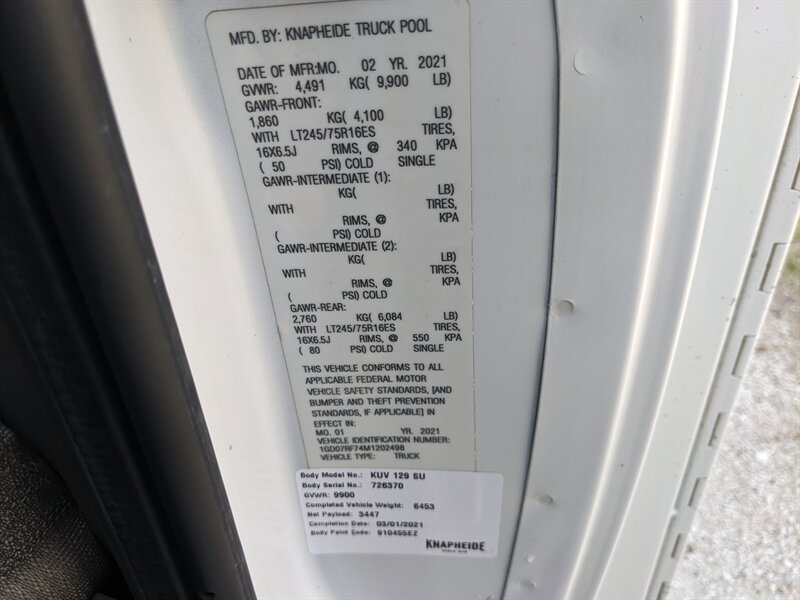 MFD. BY: KNAPHEIDE TRUCK POOL
DATE OF MFR:MO. 02 YR. 2021
GVWR: 4,491 KG( 9,900 LB)
GAWR-FRONT:
1,860 KG( 4,100 LB)
WITH LT245/75R16ES TIRES,
16X6.5J RIMS, @ 340 KPA
( 50 PSI) COLD SINGLE
GAWR-INTERMEDIATE (1):
KG( LB)
WITH TIRES,
RIMS, @ KPA
( PSI) COLD
GAWR-INTERMEDIATE (2):
KG( LB)
WITH TIRES,
RIMS, @ KPA
( PSI) COLD
GAWR-REAR:
2,760 KG( 6,084 LB)
WITH LT245/75R16ES TIRES,
16X6.5J RIMS, @ 550 KPA
( 80 PSI) COLD SINGLE
THIS VEHICLE CONFORMS TO ALL
APPLICABLE FEDERAL MOTOR
VEHICLE SAFETY STANDARDS, [AND
BUMPER AND THEFT PREVENTION
STANDARDS, IF APPLICABLE] IN
EFFECT IN:
MO. 01 YR. 2021
VEHICLE IDENTIFICATION NUMBER:
1GD07RF74M1202498
VEHICLE TYPE: TRUCK
Body Model No.: KUV 129 SU
Body Serial No.: 726370
GVWR: 9900
Completed Vehicle Weight: 6453
Net Payload: 3447
Completion Date: 03/01/2021
Body Paint Code: 910455EZ
KNAPHEIDE